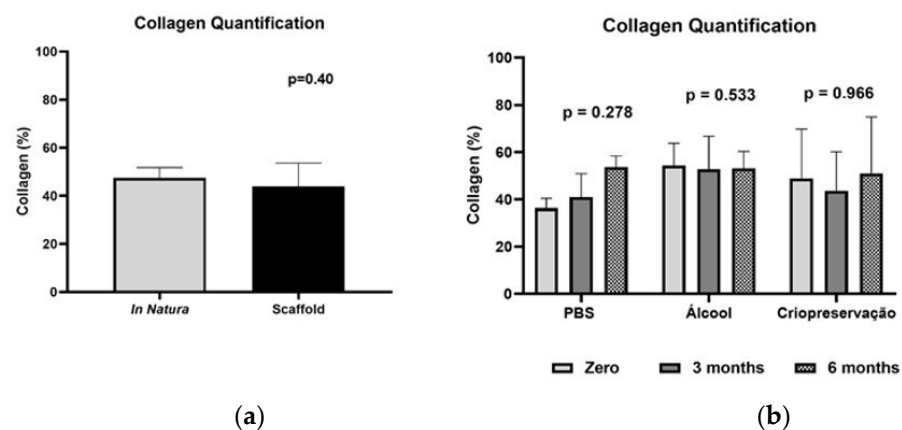 Collagen Quantification
100
80
60
40
20
0
Collagen (%)
p=0.40
In Natura Scaffold
(a)
Collagen Quantification
100
80
60
40
20
0
Collagen (%)
p = 0.278 p = 0.533 p = 0.966
PBS Álcool Criopreservação
Zero 3 months 6 months
(b)